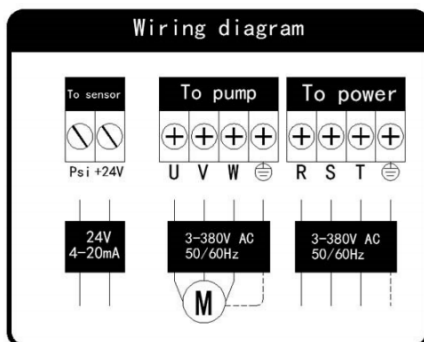 Wiring diagram
To sensor
To pump
To power
Psi +24V
U V W
R S T
24V
4-20mA
3-380V AC
50/60Hz
3-380V AC
50/60Hz
M